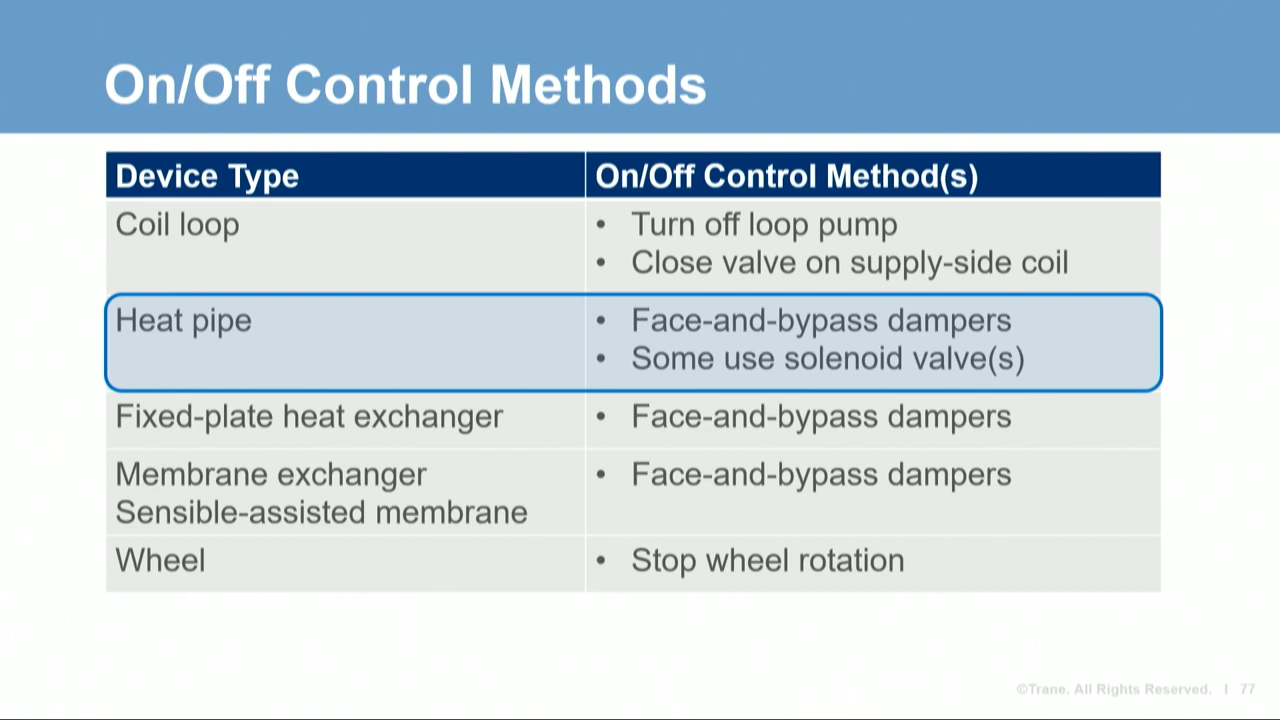 On/Off Control Methods
Device Type
On/Off Control Method(s)
Coil loop
• Turn off loop pump
• Close valve on supply-side coil
Heat pipe
• Face-and-bypass dampers
• Some use solenoid valve(s)
Fixed-plate heat exchanger
• Face-and-bypass dampers
Membrane exchanger
Sensible-assisted membrane
• Face-and-bypass dampers
Wheel
• Stop wheel rotation
©Trane. All Rights Reserved. | 77